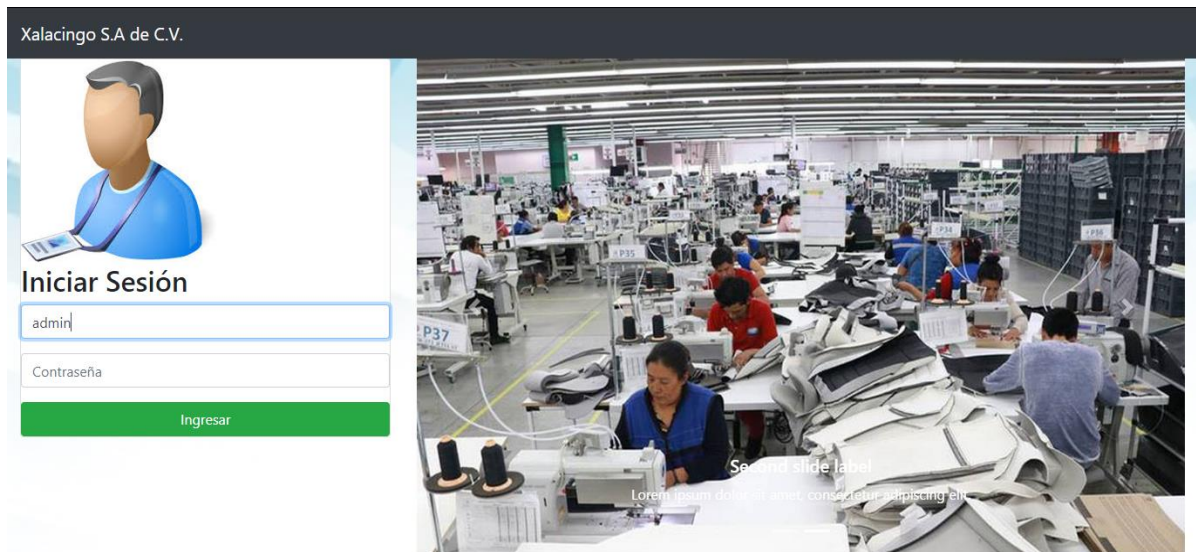 Xalacingo S.A de C.V.
Iniciar Sesión
admin
Contraseña
Ingresar
P35
P34
P36
P37
Second slide label
Lorem ipsum dolor sit amet, consectetur adipiscing elit.